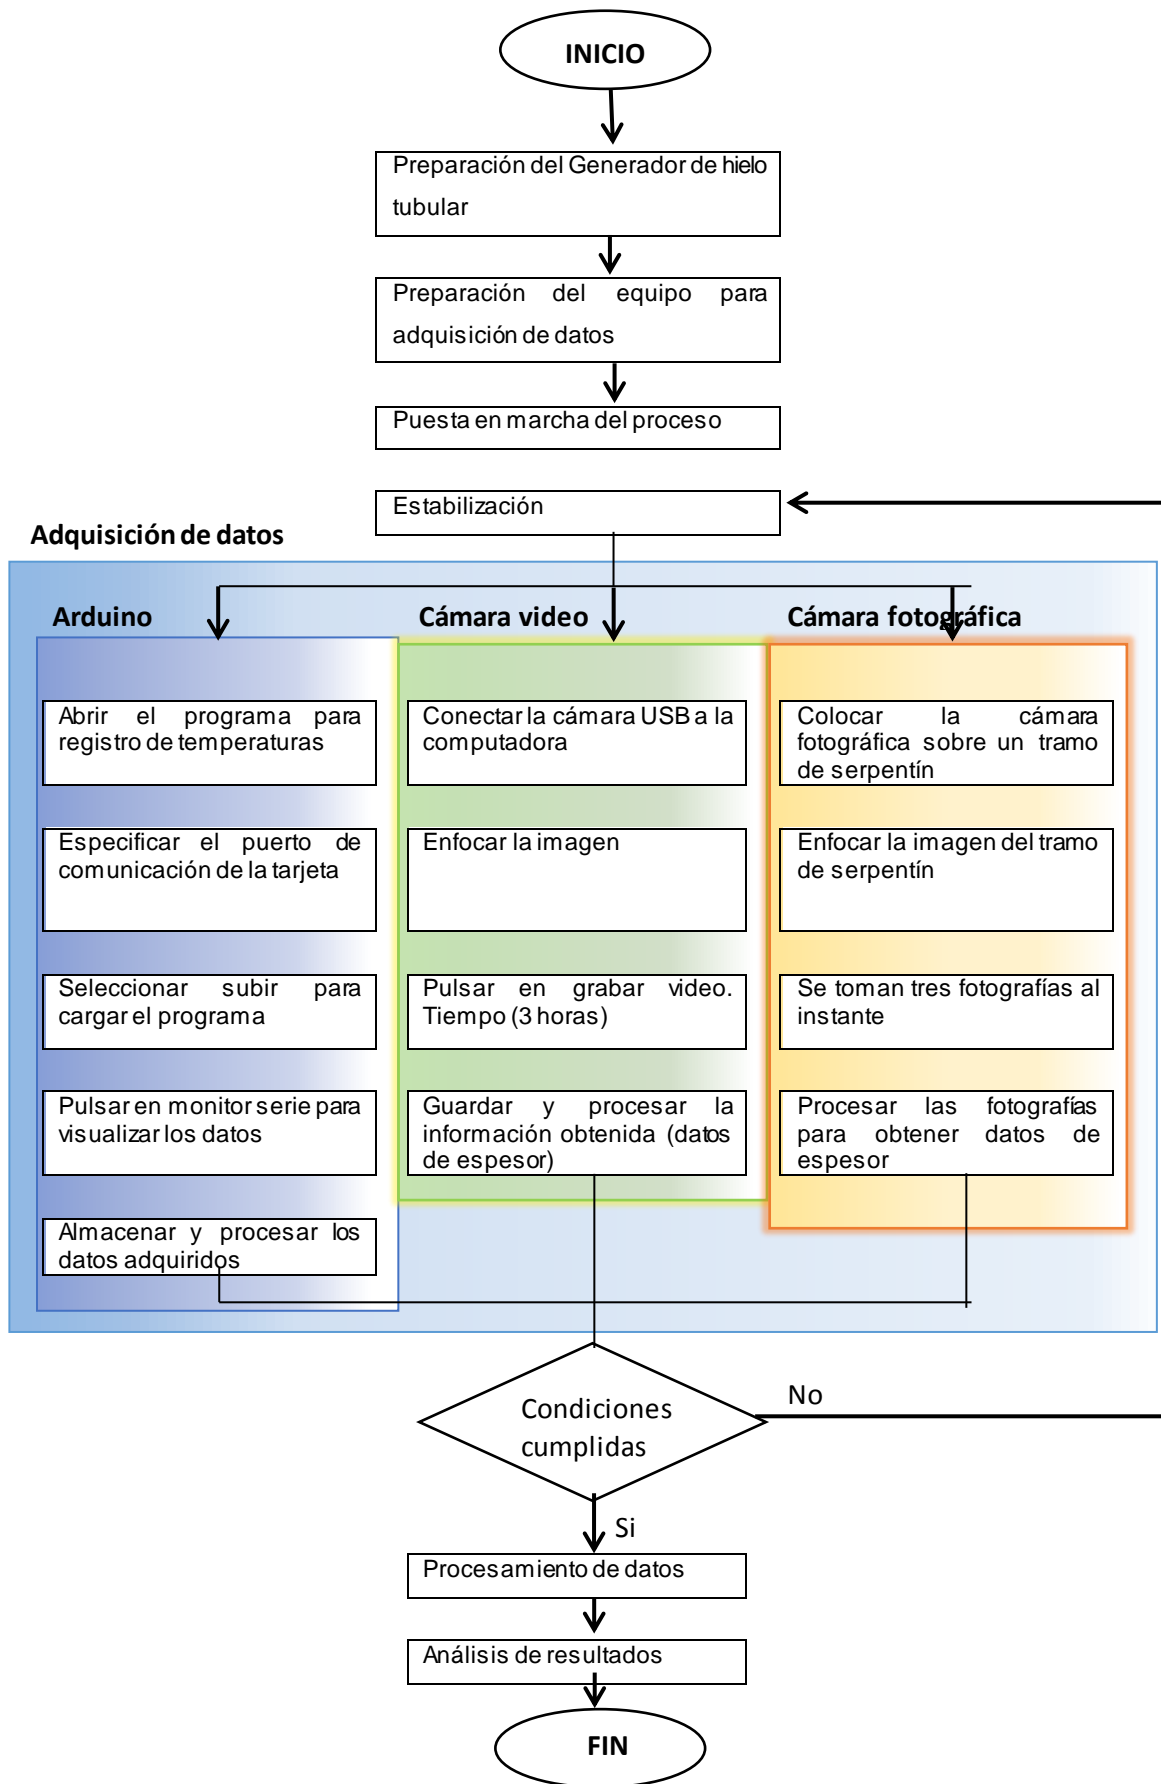 INICIO
Preparación del Generador de hielo
tubular
Preparación del equipo para
adquisición de datos
Puesta en marcha del proceso
Estabilización
Adquisición de datos
Arduino
Abrir el programa para
registro de temperaturas
Especificar el puerto de
comunicación de la tarjeta
Seleccionar subir para
cargar el programa
Pulsar en monitor serie para
visualizar los datos
Almacenar y procesar los
datos adquiridos
Cámara video
Conectar la cámara USB a la
computadora
Enfocar la imagen
Pulsar en grabar video.
Tiempo (3 horas)
Guardar y procesar la
información obtenida (datos
de espesor)
Cámara fotográfica
Colocar la cámara
fotográfica sobre un tramo
de serpentín
Enfocar la imagen del tramo
de serpentín
Se toman tres fotografías al
instante
Procesar las fotografías
para obtener datos de
espesor
Condiciones
cumplidas
No
Si
Procesamiento de datos
Análisis de resultados
FIN